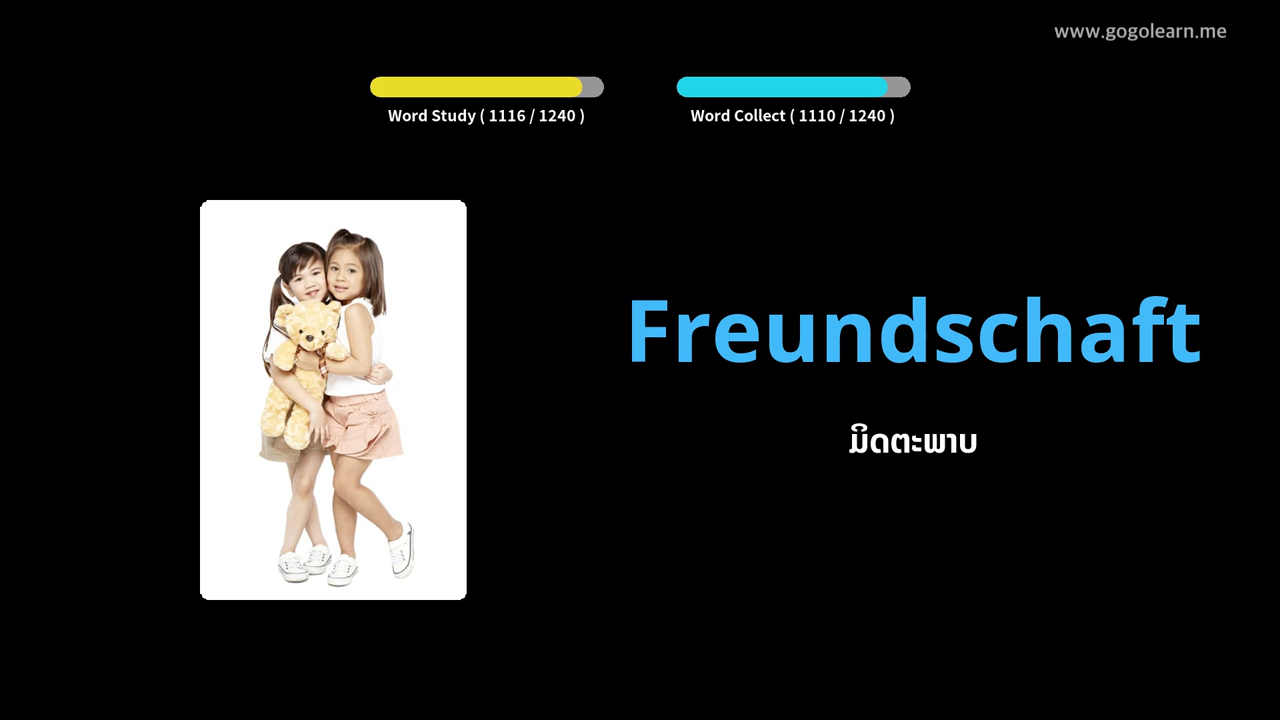 www.gogolearn.me
Word Study ( 1116 / 1240 )
Word Collect ( 1110 / 1240 )
Freundschaft
ມິດຕະພາບ